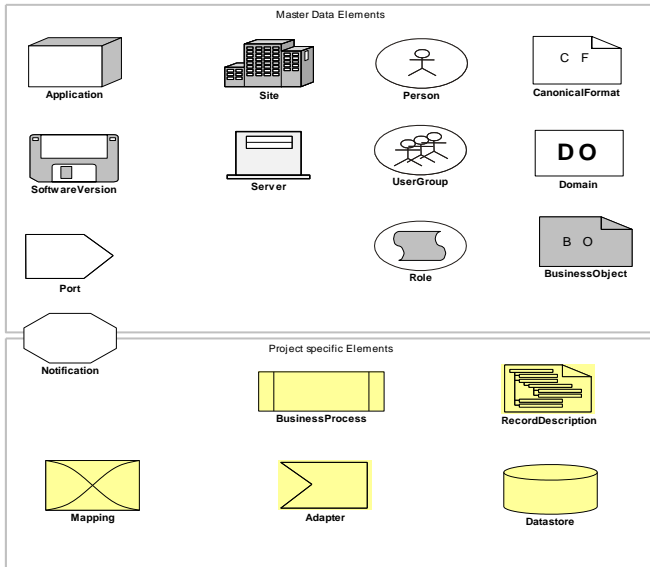 Master Data Elements
C F
Application
Site
Person
CanonicalFormat
DO
SoftwareVersion
Server
UserGroup
Domain
B O
Port
Role
BusinessObject
Notification
Project specific Elements
BusinessProcess
RecordDescription
Mapping
Adapter
Datastore